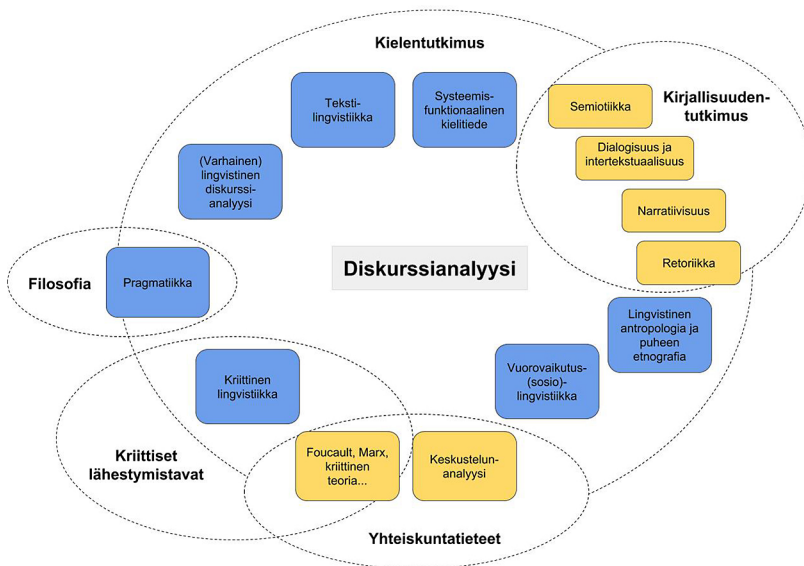 Kielentutkimus
Teksti-
lingvistiikka
Systeemis-
funktionaalinen
kielitiede
Semiotiikka
Kirjallisuuden-
tutkimus
Dialogisuus ja
intertekstuaalisuus
(Varhainen)
lingvistinen
diskurssi-
analyysi
Narratiivisuus
Retoriikka
Diskurssianalyysi
Filosofia
Pragmatiikka
Lingvistinen
antropologia ja
puheen
etnografia
Vuorovaikutus-
(sosio)-
lingvistiikka
Kriittinen
lingvistiikka
Kriittiset
lähestymistavat
Foucault, Marx,
kriittinen
teoria...
Keskustelun-
analyysi
Yhteiskuntatieteet